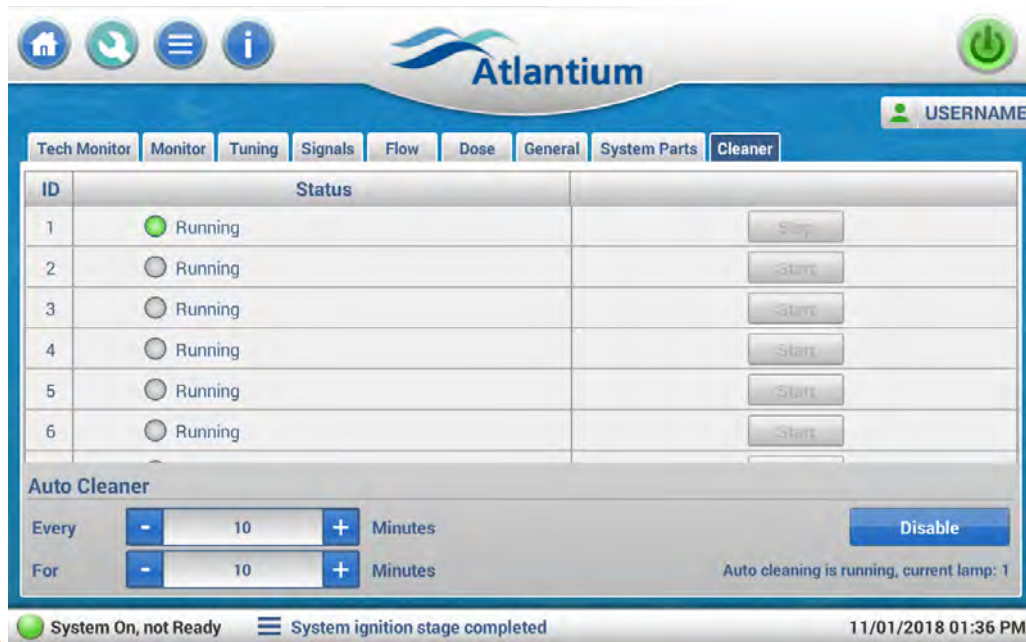 Atlantium
USERNAME
Tech Monitor Monitor Tuning Signals Flow Dose General System Parts Cleaner
ID Status
1 Running Stop
2 Running Start
3 Running Start
4 Running Start
5 Running Start
6 Running Start
Auto Cleaner
Every - 10 + Minutes Disable
For - 10 + Minutes Auto cleaning is running, current lamp: 1
System On, not Ready System ignition stage completed 11/01/2018 01:36 PM